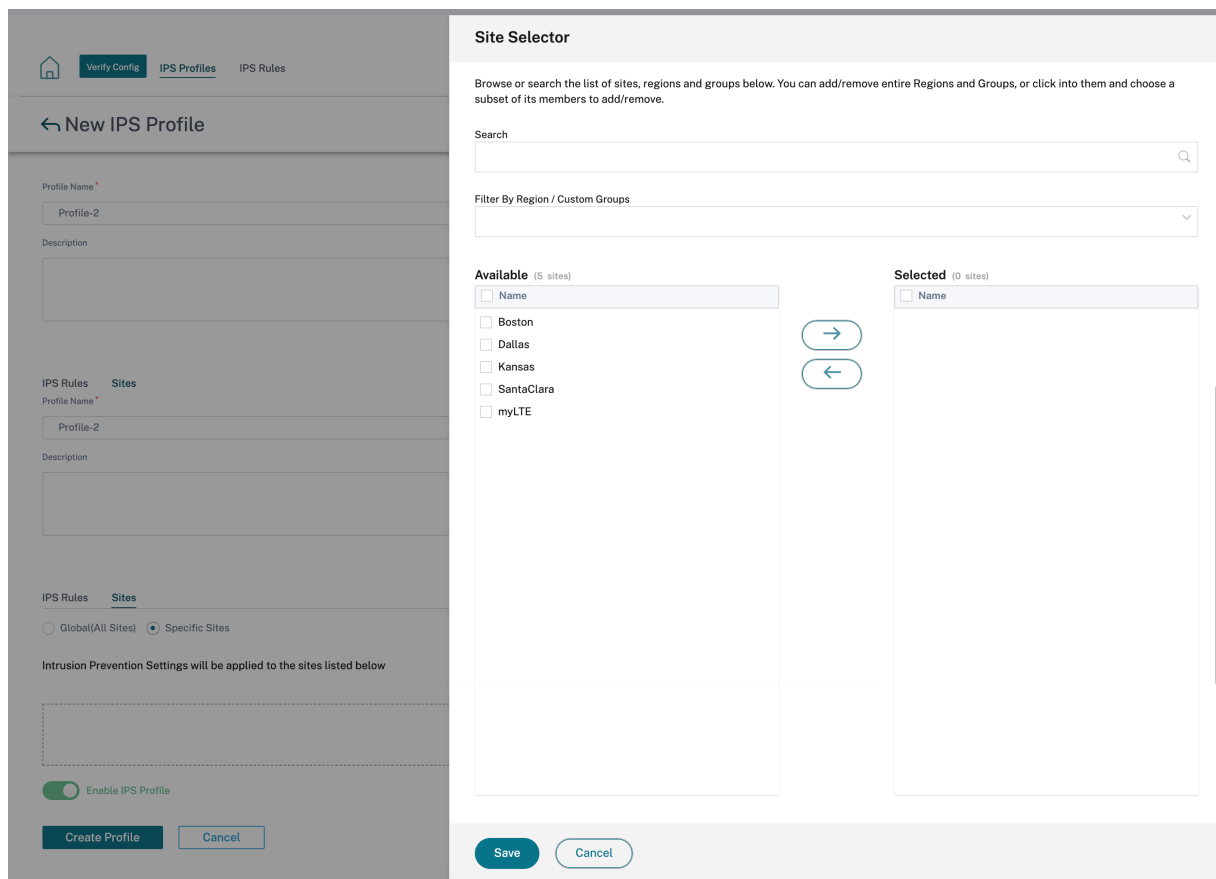 Verify Config IPS Profiles IPS Rules
New IPS Profile
Profile Name *
Profile-2
Description
IPS Rules Sites
Profile Name *
Profile-2
Description
IPS Rules Sites
Global(All Sites) Specific Sites
Intrusion Prevention Settings will be applied to the sites listed below
Enable IPS Profile
Create Profile Cancel
Site Selector
Browse or search the list of sites, regions and groups below. You can add/remove entire Regions and Groups, or click into them and choose a
subset of its members to add/remove.
Search
Filter By Region / Custom Groups
Available (5 sites)
Name
Boston
Dallas
Kansas
SantaClara
myLTE
Selected (0 sites)
Name
Save Cancel